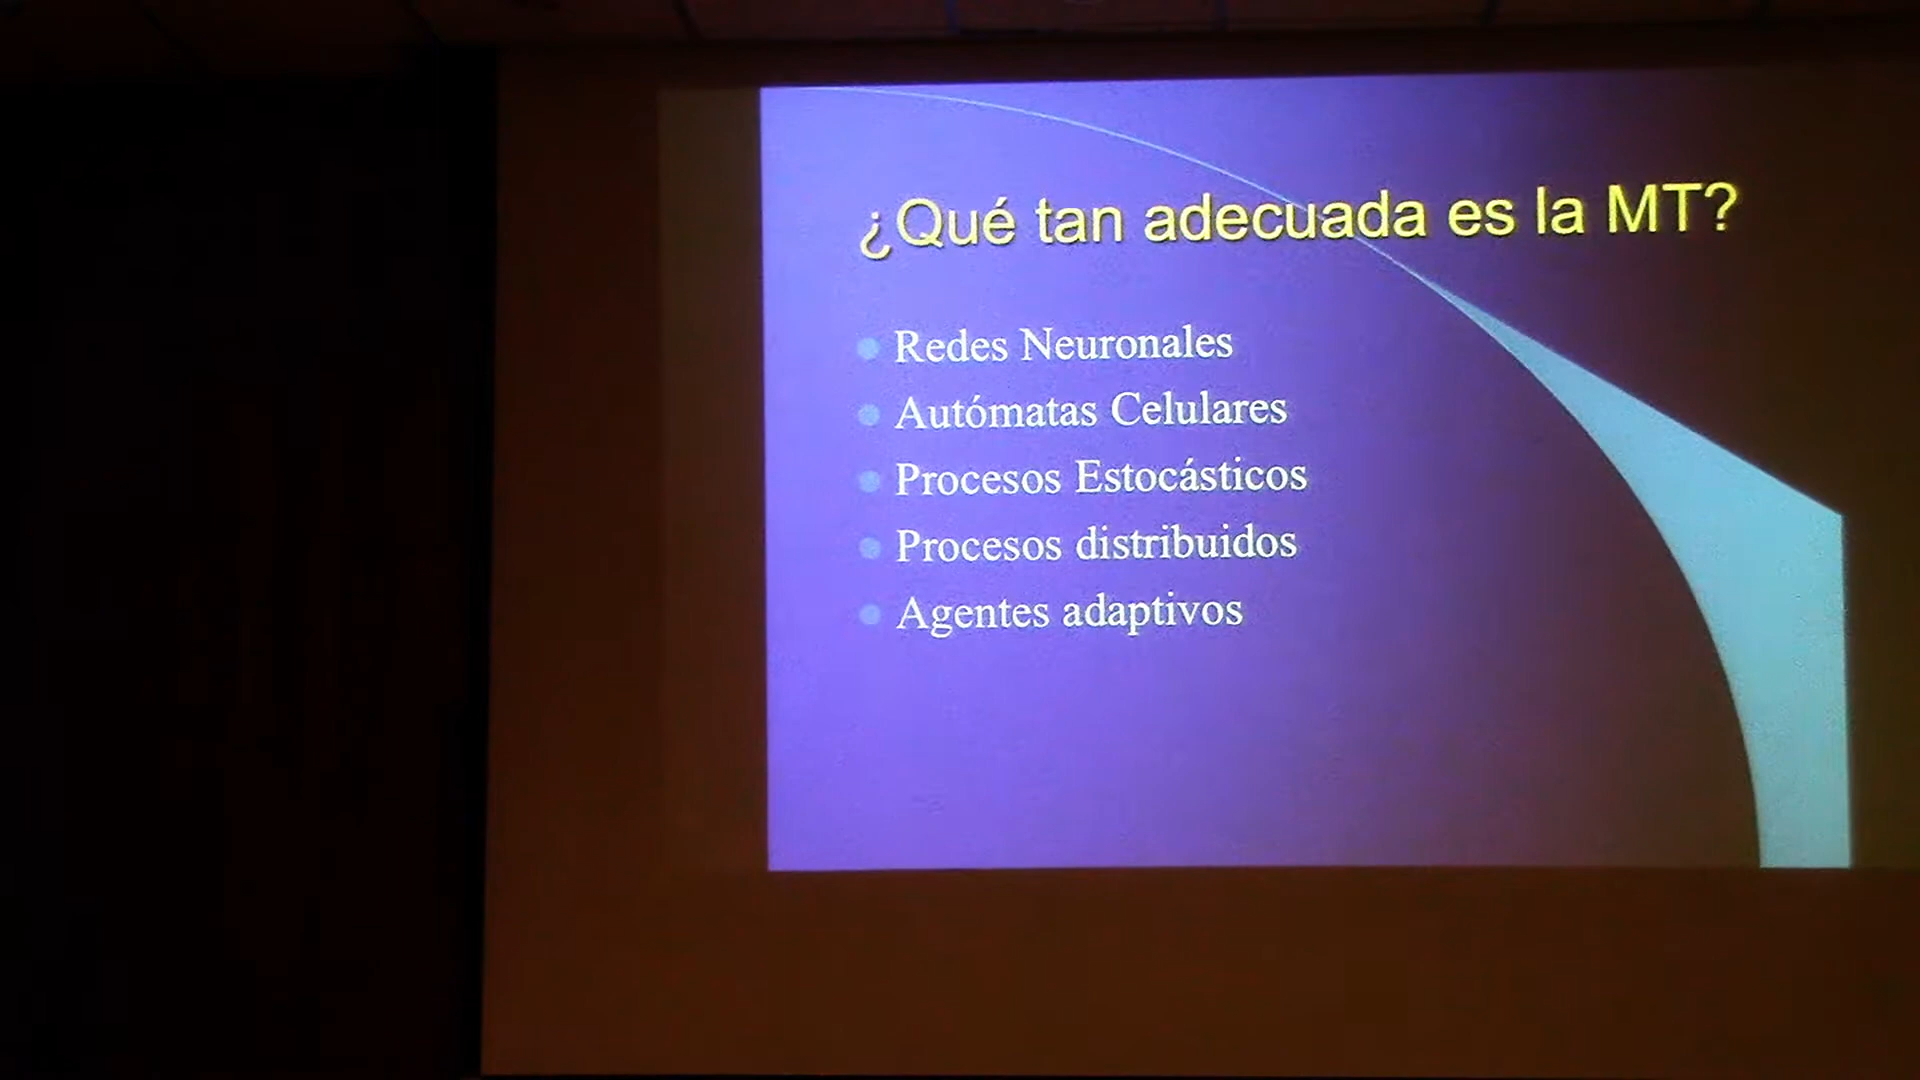 ¿Qué tan adecuada es la MT?
Redes Neuronales
Autómatas Celulares
Procesos Estocásticos
Procesos distribuidos
Agentes adaptivos